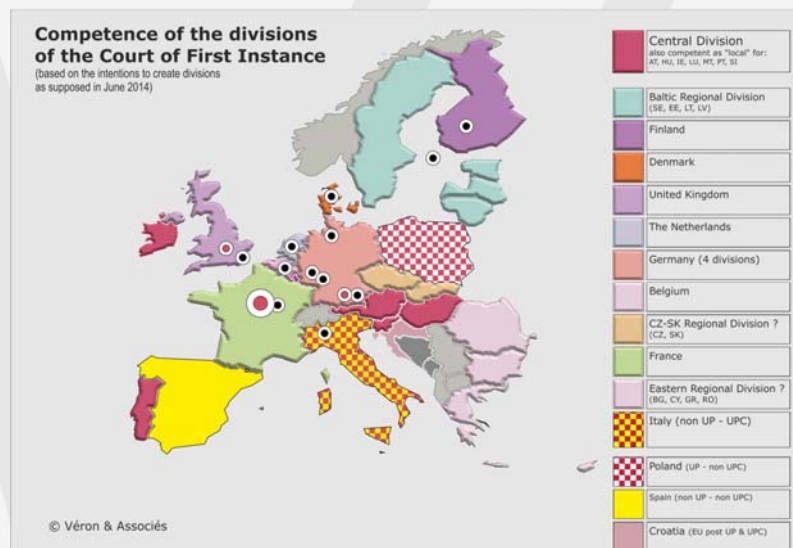 Competence of the divisions
of the Court of First Instance
(based on the intentions to create divisions
as supposed in June 2014)
Central Division
also competent as "local" for:
AT, HU, IE, LU, MT, PT, SI
Baltic Regional Division
(SE, EE, LT, LV)
Finland
Denmark
United Kingdom
The Netherlands
Germany (4 divisions)
Belgium
CZ-SK Regional Division ?
(CZ, SK)
France
Eastern Regional Division ?
(BG, CY, GR, RO)
Italy (non UP - UPC)
Poland (UP - non UPC)
Spain (non UP - non UPC)
Croatia (EU post UP & UPC)
© Véron & Associés